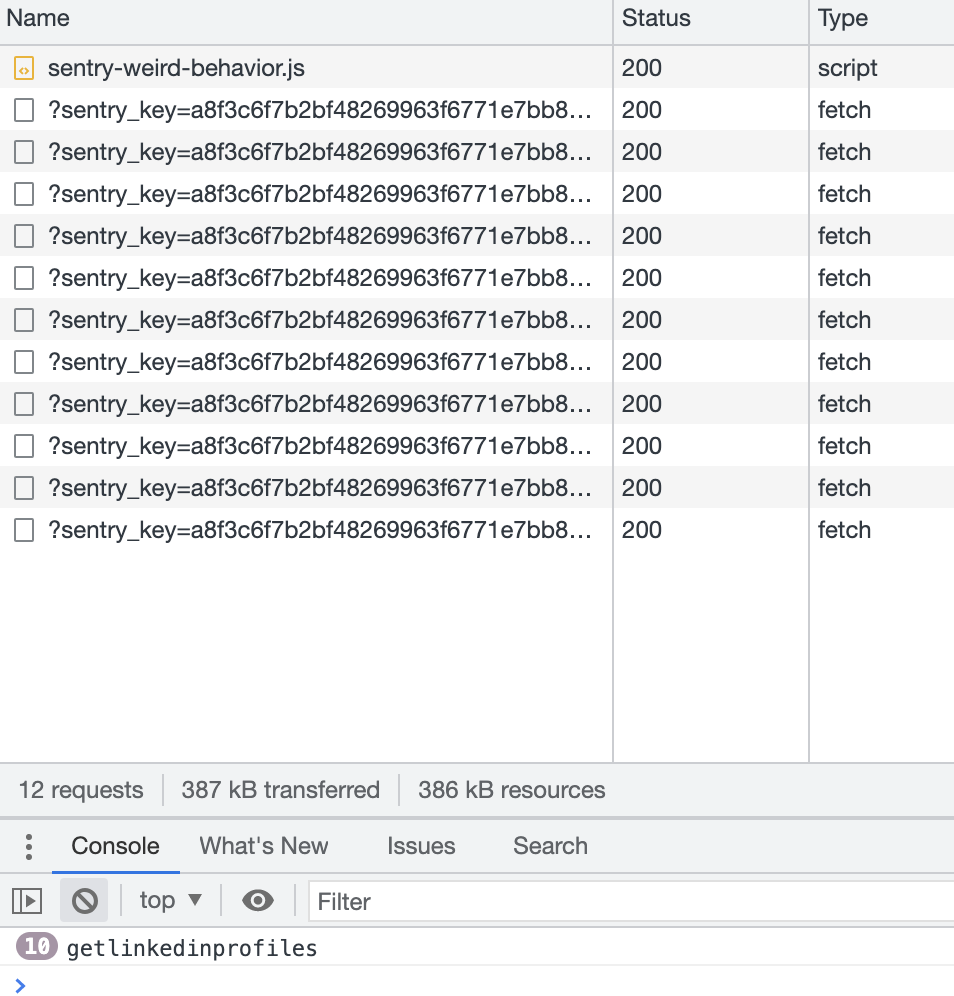 Name Status Type
sentry-weird-behavior.js 200 script
?sentry_key=a8f3c6f7b2bf48269963f6771e7bb8... 200 fetch
?sentry_key=a8f3c6f7b2bf48269963f6771e7bb8... 200 fetch
?sentry_key=a8f3c6f7b2bf48269963f6771e7bb8... 200 fetch
?sentry_key=a8f3c6f7b2bf48269963f6771e7bb8... 200 fetch
?sentry_key=a8f3c6f7b2bf48269963f6771e7bb8... 200 fetch
?sentry_key=a8f3c6f7b2bf48269963f6771e7bb8... 200 fetch
?sentry_key=a8f3c6f7b2bf48269963f6771e7bb8... 200 fetch
?sentry_key=a8f3c6f7b2bf48269963f6771e7bb8... 200 fetch
?sentry_key=a8f3c6f7b2bf48269963f6771e7bb8... 200 fetch
?sentry_key=a8f3c6f7b2bf48269963f6771e7bb8... 200 fetch
?sentry_key=a8f3c6f7b2bf48269963f6771e7bb8... 200 fetch
12 requests 387 kB transferred 386 kB resources
Console What's New Issues Search
top Filter
10 getlinkedinprofiles